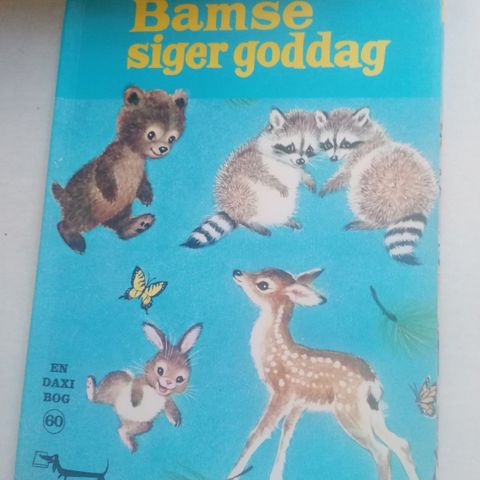 Bamse
siger goddag
EN
DAXI
BOG
60